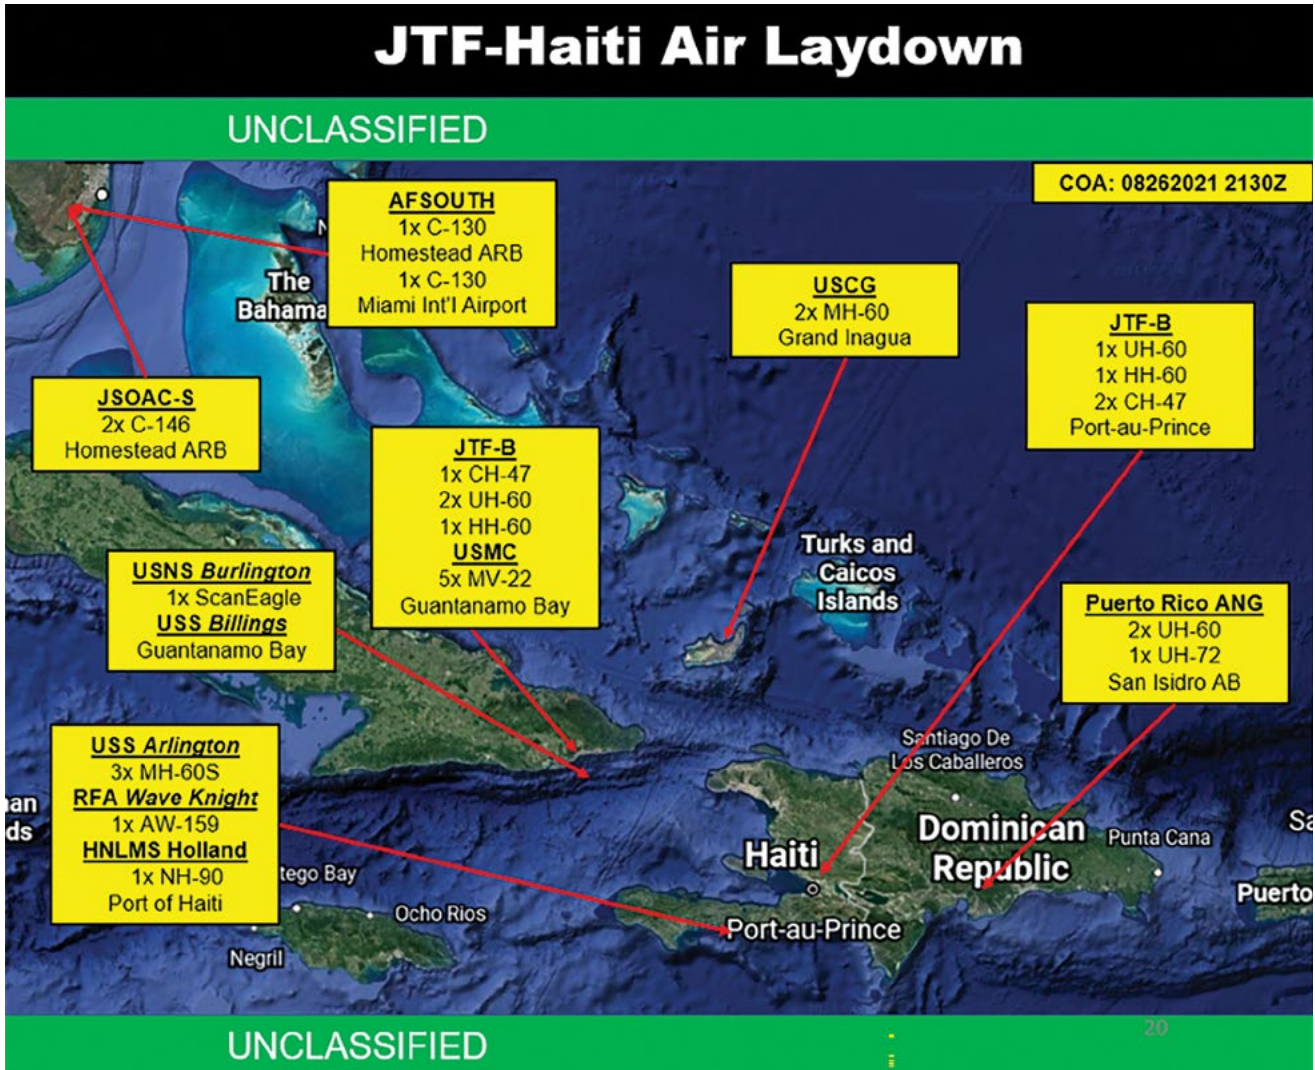 JTF-Haiti Air Laydown
UNCLASSIFIED
COA: 08262021 2130Z
AFSOUTH
1x C-130
Homestead ARB
1x C-130
Miami Int'l Airport
N
The
Bahama
USCG
2x MH-60
Grand Inagua
JTF-B
1x UH-60
1x HH-60
2x CH-47
Port-au-Prince
JSOAC-S
2x C-146
Homestead ARB
JTF-B
1x CH-47
2x UH-60
1x HH-60
USMC
5x MV-22
Guantanamo Bay
Turks and
Caicos
Islands
USNS Burlington
1x ScanEagle
USS Billings
Guantanamo Bay
Puerto Rico ANG
2x UH-60
1x UH-72
San Isidro AB
USS Arlington
3x MH-60S
RFA Wave Knight
1x AW-159
HNLMS Holland
1x NH-90
Port of Haiti
Santiago De
Los Caballeros
an
ds
Haiti
Dominican
Republic
Punta Cana
Sa
Puerto
tego Bay
Ocho Rios
Port-au-Prince
Negril
20
UNCLASSIFIED